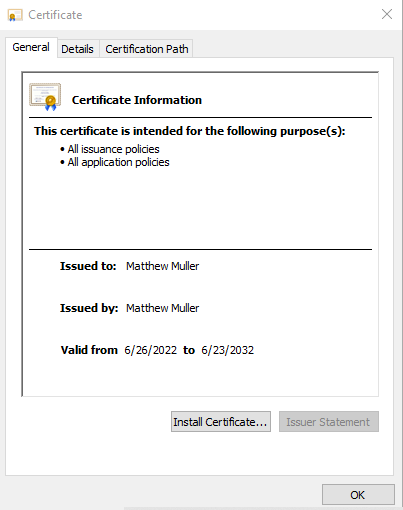 Certificate
General Details Certification Path
Certificate Information
This certificate is intended for the following purpose(s):
• All issuance policies
• All application policies
Issued to: Matthew Muller
Issued by: Matthew Muller
Valid from 6/26/2022 to 6/23/2032
Install Certificate... Issuer Statement
OK